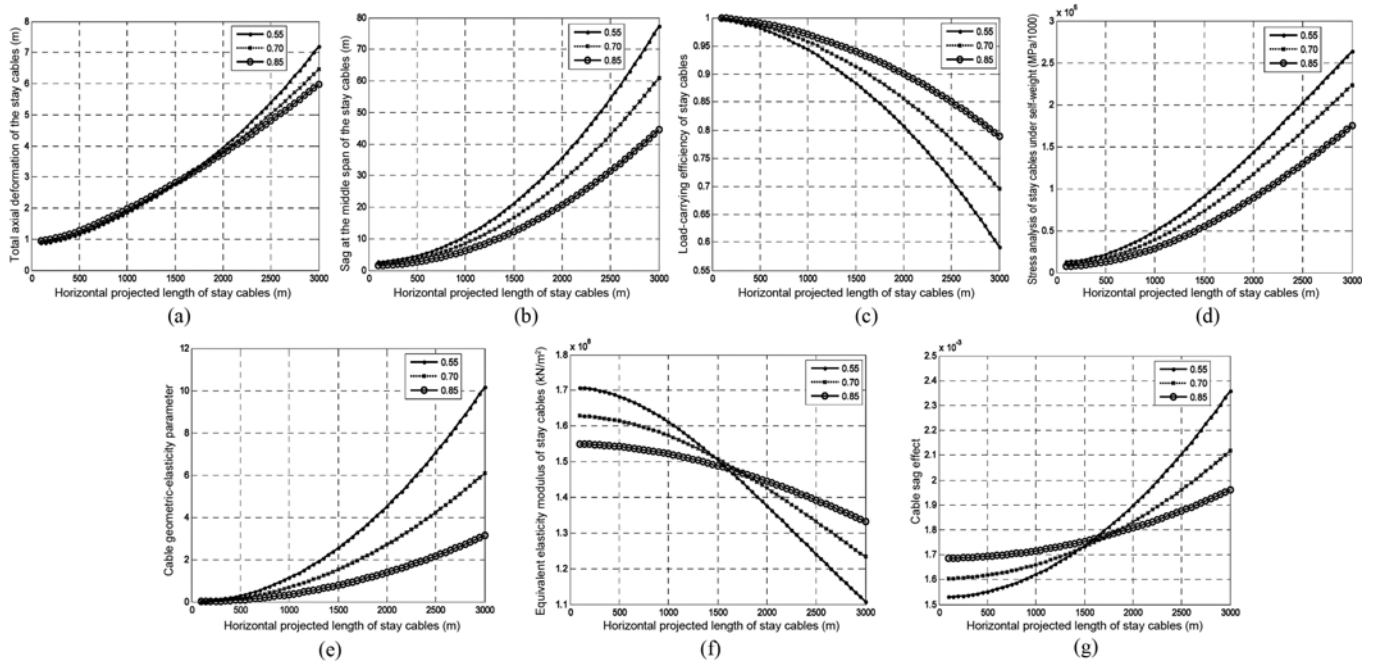 8
7
6
5
4
3
2
1
0
0 500 1000 1500 2000 2500 3000
Total axial deformation of the stay cables (m)
Horizontal projected length of stay cables (m)
0.55
0.70
0.85
(a)
80
70
60
50
40
30
20
10
0
0 500 1000 1500 2000 2500 3000
Sag at the middle span of the stay cables (m)
Horizontal projected length of stay cables (m)
0.55
0.70
0.85
(b)
1
0.95
0.9
0.85
0.8
0.75
0.7
0.65
0.6
0.55
0 500 1000 1500 2000 2500 3000
Load-carrying efficiency of stay cables
Horizontal projected length of stay cables (m)
0.55
0.70
0.85
(c)
x
3
2.5
2
1.5
1
0.5
0
0 500 1000 1500 2000 2500 3000
Stress analysis of stay cables under self-weight (MPa/1000)
Horizontal projected length of stay cables (m)
0.55
0.70
0.85
(d)
12
10
8
6
4
2
0
0 500 1000 1500 2000 2500 3000
Cable geometric-elasticity parameter
Horizontal projected length of stay cables (m)
0.55
0.70
0.85
(e)
x 10⁸
1.8
1.7
1.6
1.5
1.4
1.3
1.2
1.1
0 500 1000 1500 2000 2500 3000
Equivalent elasticity modulus of stay cables (kN/m²)
Horizontal projected length of stay cables (m)
0.55
0.70
0.85
(f)
x 10⁻³
2.5
2.4
2.3
2.2
2.1
2
1.9
1.8
1.7
1.6
1.5
0 500 1000 1500 2000 2500 3000
Cable sag effect
Horizontal projected length of stay cables (m)
0.55
0.70
0.85
(g)